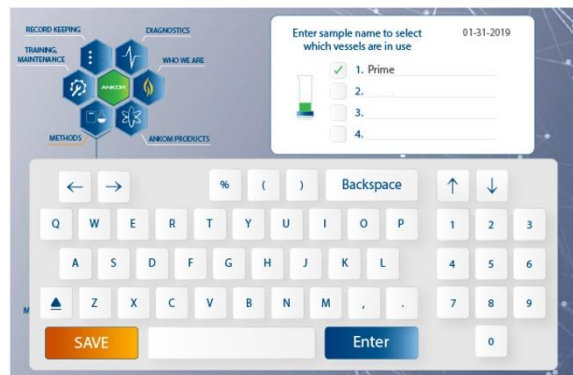 RECORD KEEPING
DIAGNOSTICS
TRAINING,
MAINTENANCE
WHO WE ARE
ANKOM
METHODS
ANKOM PRODUCTS
Enter sample name to select
which vessels are in use
01-31-2019
1. Prime
2.
3.
4.
% ( ) Backspace
Q W E R T Y U I O P 1 2 3
A S D F G H J K L 4 5 6
M
Z X C V B N M , . 7 8 9
SAVE Enter 0